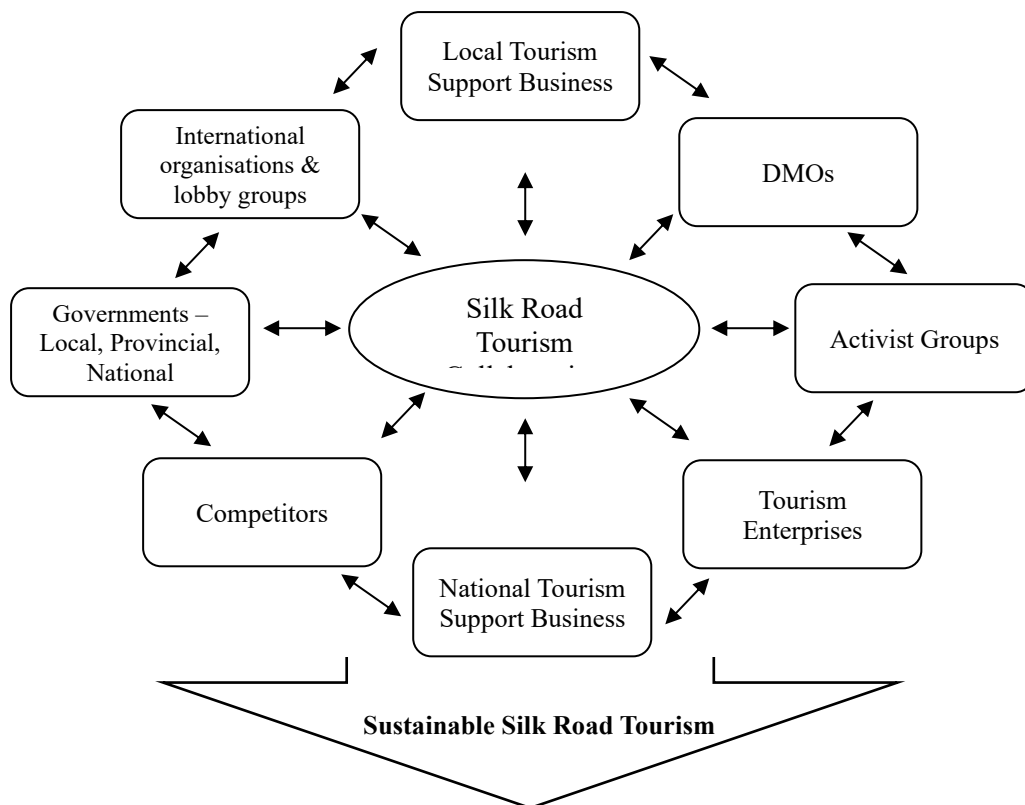 Local Tourism
Support Business
International
organisations &
lobby groups
DMOs
Silk Road
Tourism
Governments –
Local, Provincial,
National
Activist Groups
Competitors
Tourism
Enterprises
National Tourism
Support Business
Sustainable Silk Road Tourism